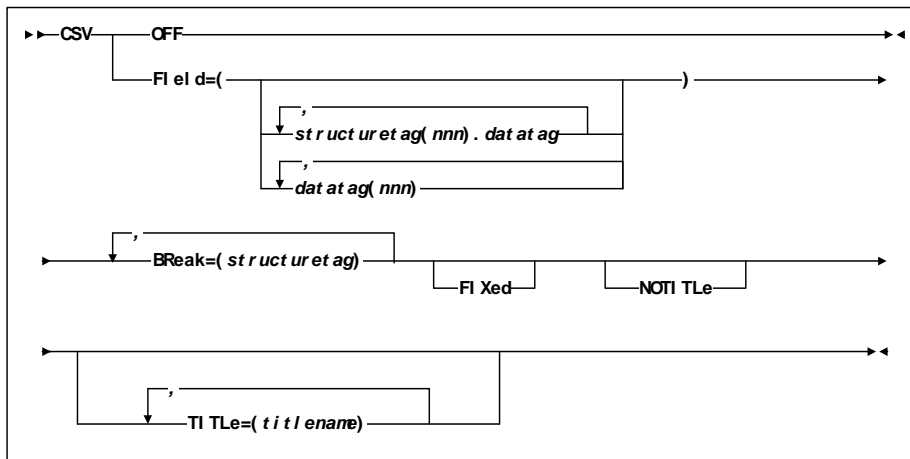 CSV OFF
FIeld=( )
,
structuretag(nnn).datatag
,
datatag(nnn)
,
BReak=(structuretag)
FIXed NOTITLe
,
TITLe=(titlename)